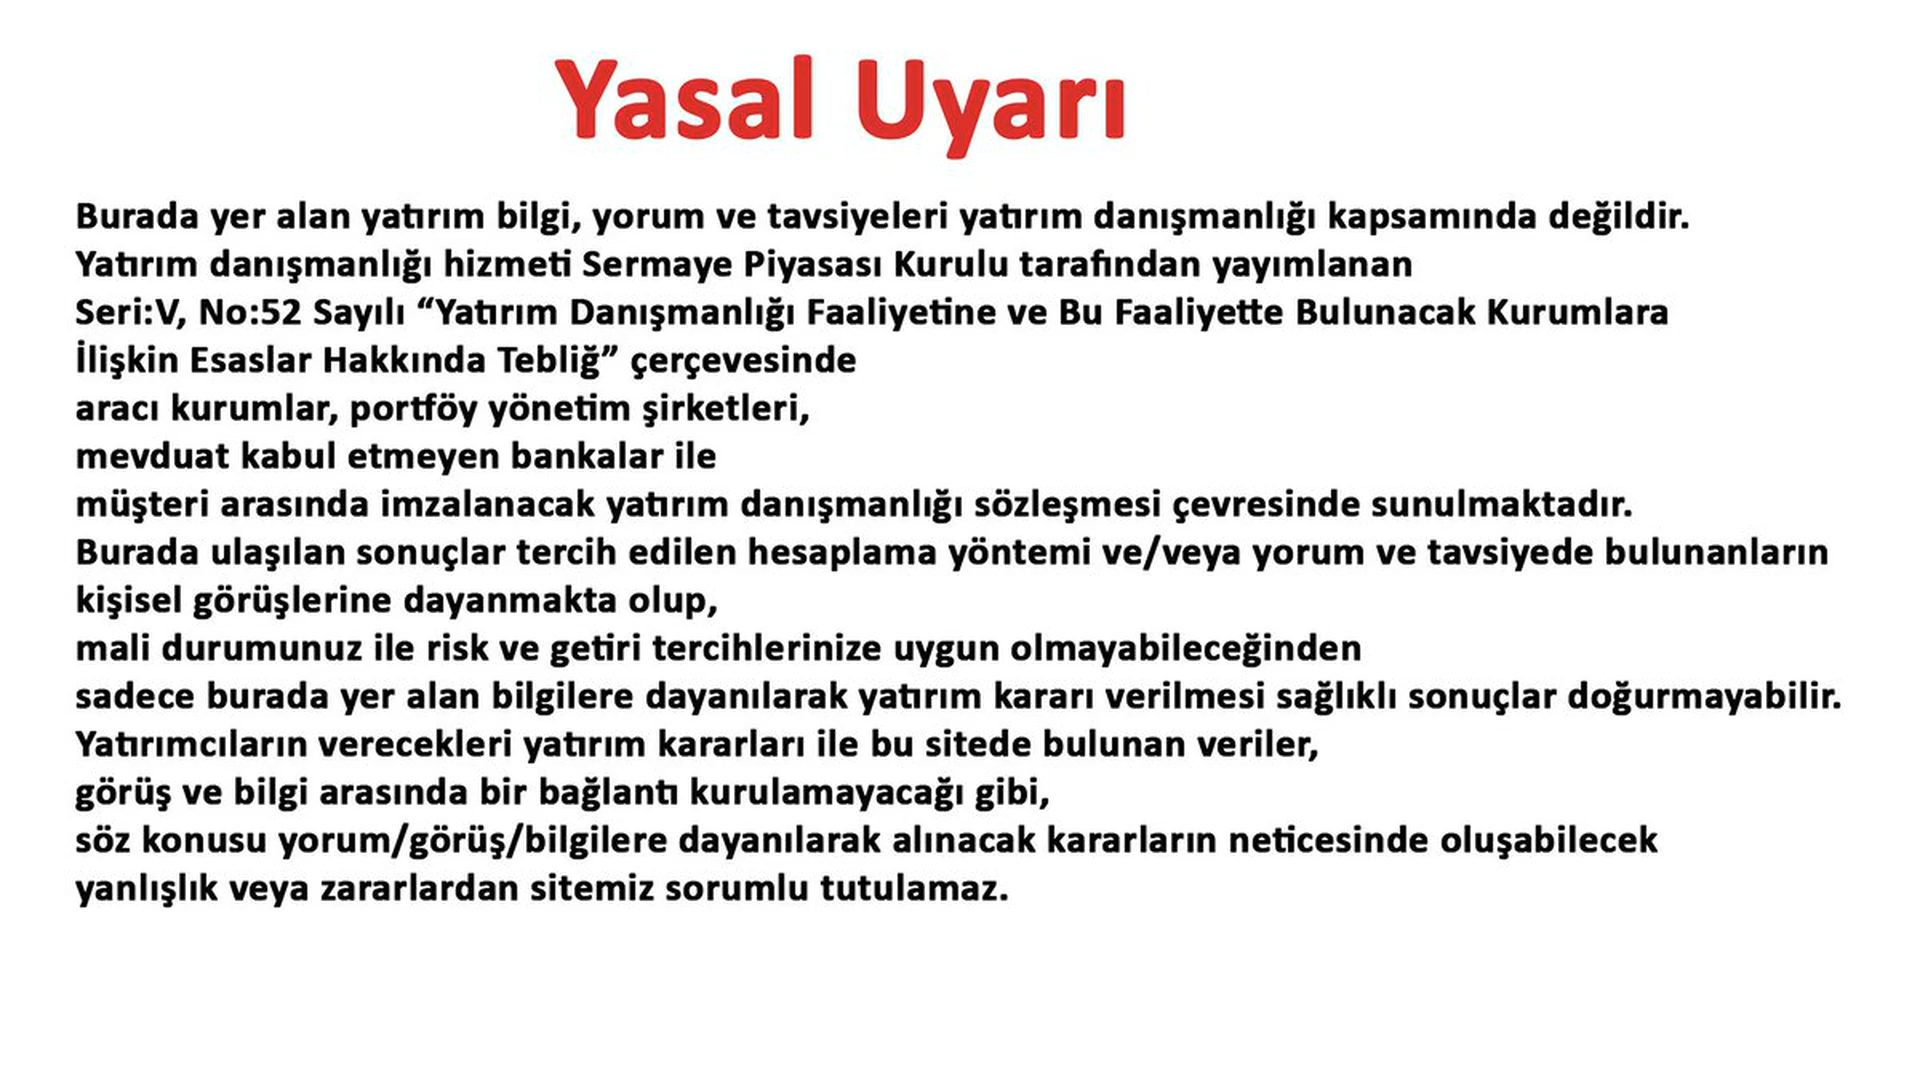 Yasal Uyarı
Burada yer alan yatırım bilgi, yorum ve tavsiyeleri yatırım danışmanlığı kapsamında değildir.
Yatırım danışmanlığı hizmeti Sermaye Piyasası Kurulu tarafından yayımlanan
Seri:V, No:52 Sayılı “Yatırım Danışmanlığı Faaliyetine ve Bu Faaliyette Bulunacak Kurumlara
İlişkin Esaslar Hakkında Tebliğ” çerçevesinde
aracı kurumlar, portföy yönetim şirketleri,
mevduat kabul etmeyen bankalar ile
müşteri arasında imzalanacak yatırım danışmanlığı sözleşmesi çevresinde sunulmaktadır.
Burada ulaşılan sonuçlar tercih edilen hesaplama yöntemi ve/veya yorum ve tavsiyede bulunanların
kişisel görüşlerine dayanmakta olup,
mali durumunuz ile risk ve getiri tercihlerinize uygun olmayabileceğinden
sadece burada yer alan bilgilere dayanılarak yatırım kararı verilmesi sağlıklı sonuçlar doğurmayabilir.
Yatırımcıların verecekleri yatırım kararları ile bu sitede bulunan veriler,
görüş ve bilgi arasında bir bağlantı kurulamayacağı gibi,
söz konusu yorum/görüş/bilgilere dayanılarak alınacak kararların neticesinde oluşabilecek
yanlışlık veya zararlardan sitemiz sorumlu tutulamaz.